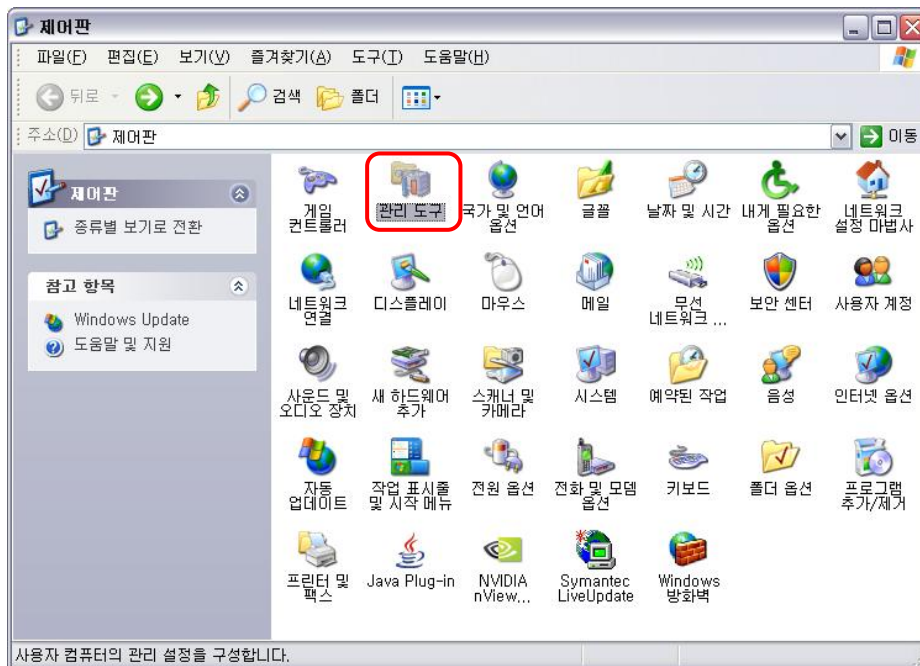 제어판
파일(F) 편집(E) 보기(V) 즐겨찾기(A) 도구(T) 도움말(H)
뒤로 검색 폴더
주소(D) 제어판 이동
제어판
종류별 보기로 전환
참고 항목
Windows Update
도움말 및 지원
게임
컨트롤러
관리 도구
국가 및 언어
옵션
글꼴
날짜 및 시간
내게 필요한
옵션
네트워크
설정 마법사
네트워크
연결
디스플레이
마우스
메일
무선
네트워크 ...
보안 센터
사용자 계정
사운드 및
오디오 장치
새 하드웨어
추가
스캐너 및
카메라
시스템
예약된 작업
음성
인터넷 옵션
자동
업데이트
작업 표시줄
및 시작 메뉴
전원 옵션
전화 및 모뎀
옵션
키보드
폴더 옵션
프로그램
추가/제거
프린터 및
팩스
Java Plug-in
NVIDIA
nView...
Symantec
LiveUpdate
Windows
방화벽
사용자 컴퓨터의 관리 설정을 구성합니다.